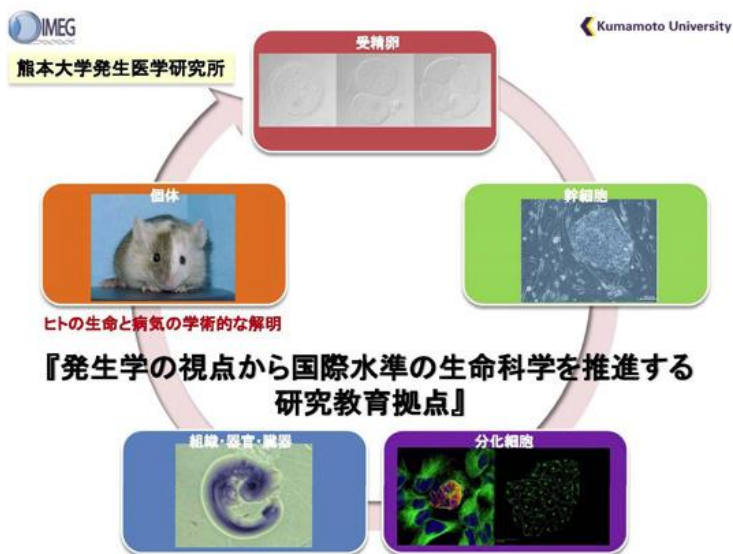 IMEG
Kumamoto University
熊本大学発生医学研究所
受精卵
個体
幹細胞
ヒトの生命と病気の学術的な解明
『発生学の視点から国際水準の生命科学を推進する
研究教育拠点』
組織・器官・臓器
分化細胞